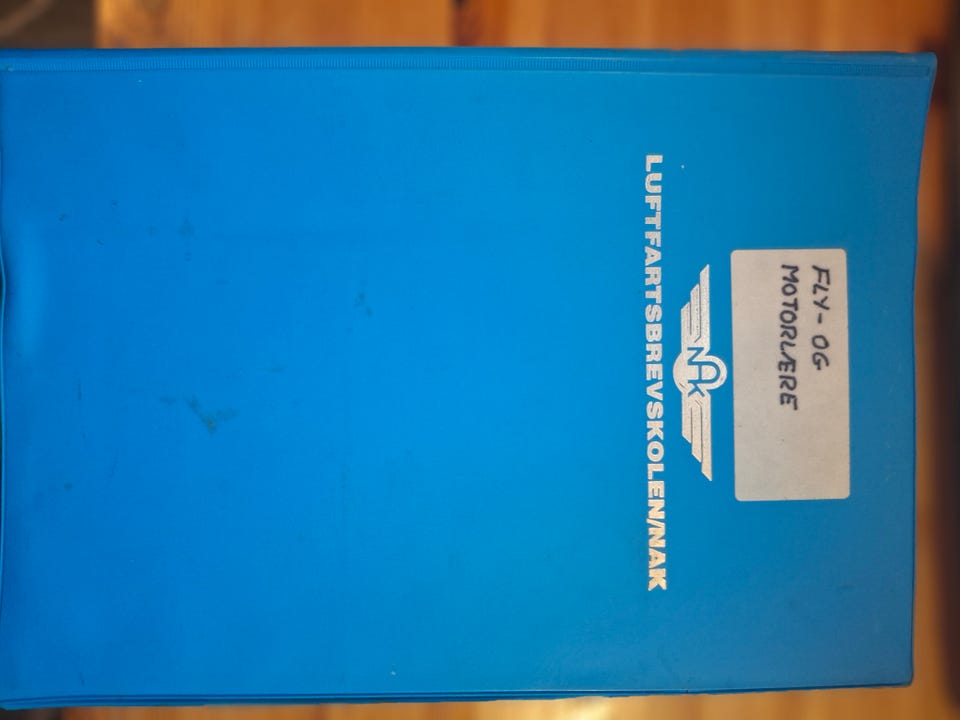 FLY- OG
MOTORLÆRE
NAK
LUFTFARTSBREVSKOLEN/NAK